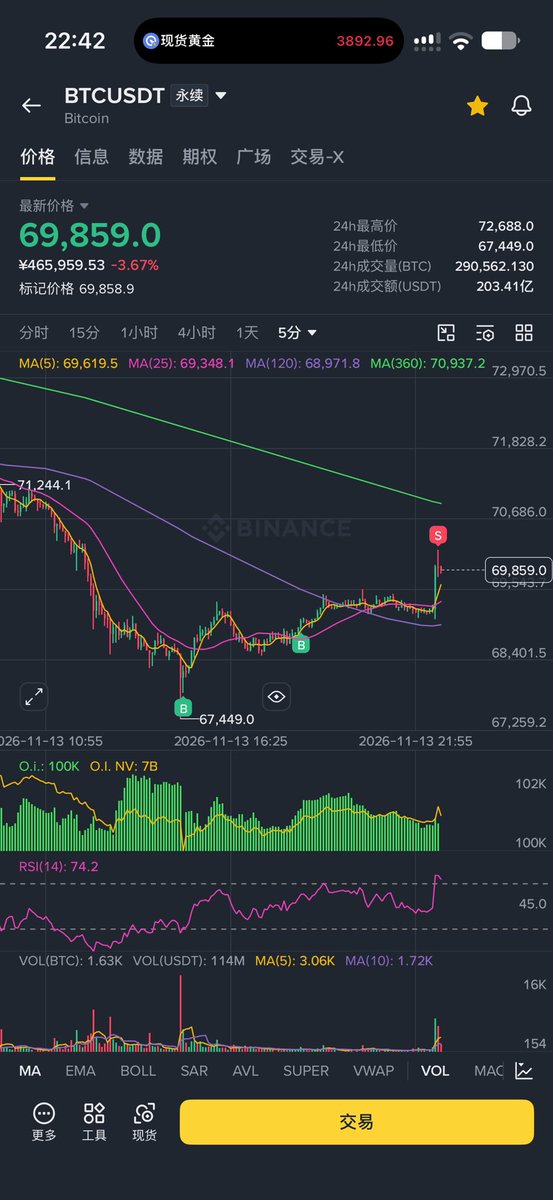 22:42 现货黄金 3892.96
BTCUSDT 永续
Bitcoin
价格 信息 数据 期权 广场 交易-X
最新价格
69,859.0
¥465,959.53 -3.67%
标记价格 69,858.9
24h最高价 72,688.0
24h最低价 67,449.0
24h成交量(BTC) 290,562.130
24h成交额(USDT) 203.41亿
分时 15分 1小时 4小时 1天 5分
MA(5): 69,619.5 MA(25): 69,348.1 MA(120): 68,971.8 MA(360): 70,937.2
72,970.5
71,828.2
71,244.1
70,686.0
BINANCE
S
69,859.0
69,543.7
B
68,401.5
B
67,449.0
67,259.2
2026-11-13 10:55 2026-11-13 16:25 2026-11-13 21:55
O.i.: 100K O.I. NV: 7B
102K
100K
RSI(14): 74.2
45.0
VOL(BTC): 1.63K VOL(USDT): 114M MA(5): 3.06K MA(10): 1.72K
16K
154
MA EMA BOLL SAR AVL SUPER VWAP VOL MAC
更多 工具 现货 交易